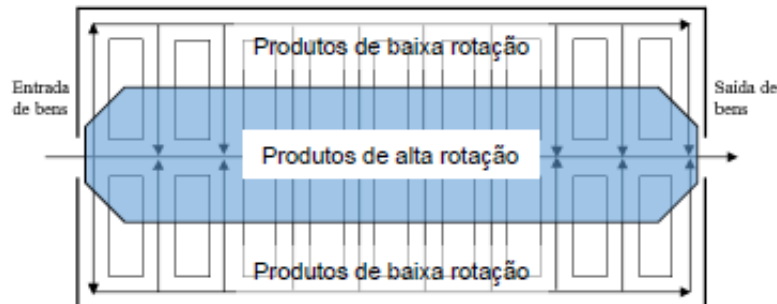 Produtos de baixa rotação
Entrada
de bens
Saída de
bens
Produtos de alta rotação
Produtos de baixa rotação